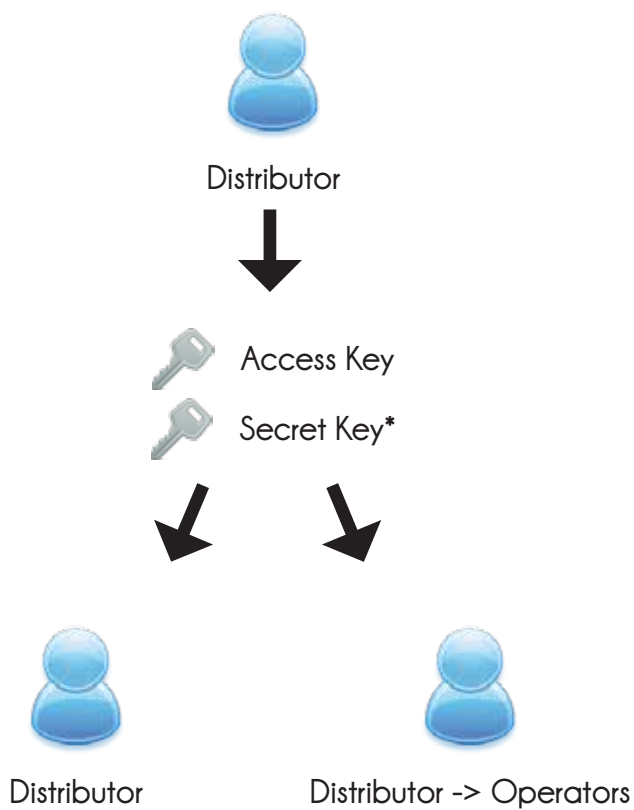 Distributor
Access Key
Secret Key*
Distributor
Distributor -> Operators